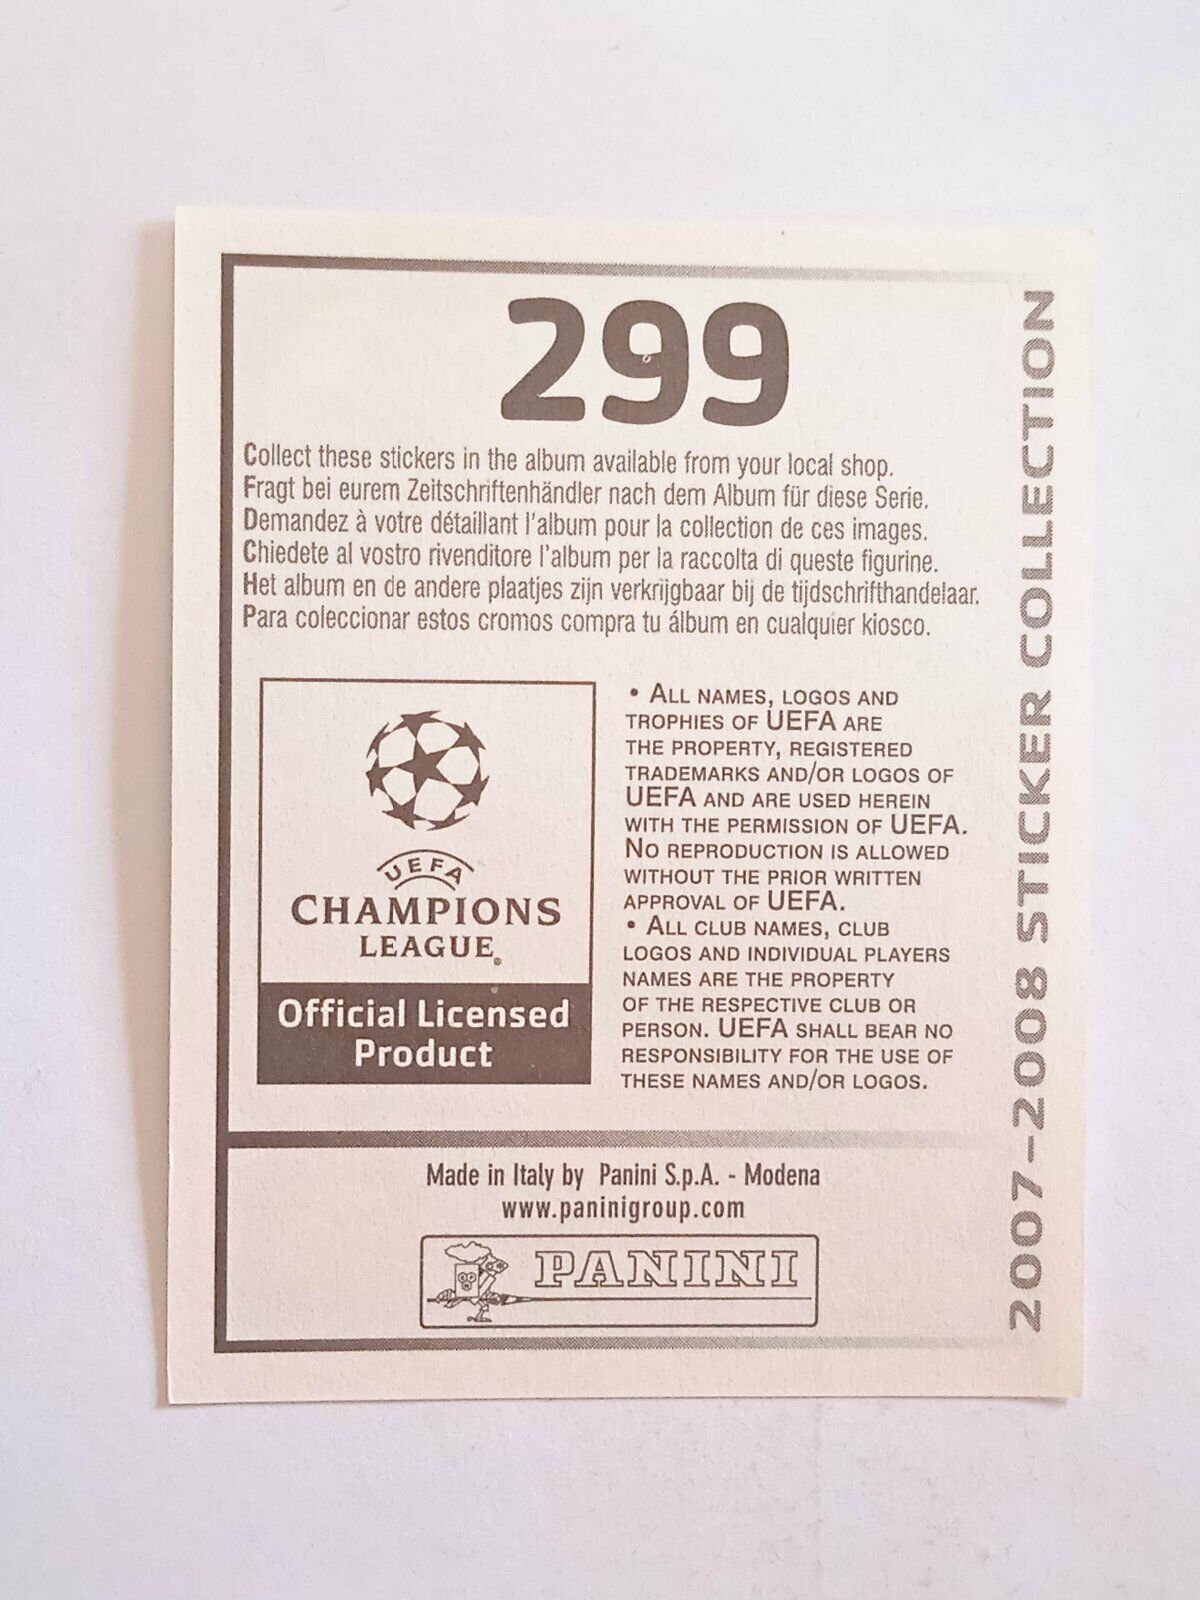 299
Collect these stickers in the album available from your local shop.
Fragt bei eurem Zeitschriftenhändler nach dem Album für diese Serie.
Demandez à votre détaillant l'album pour la collection de ces images.
Chiedete al vostro rivenditore l'album per la raccolta di queste figurine.
Het album en de andere plaatjes zijn verkrijgbaar bij de tijdschrifthandelaar.
Para coleccionar estos cromos compra tu álbum en cualquier kiosco.
UEFA
CHAMPIONS
LEAGUE®
Official Licensed
Product
• ALL NAMES, LOGOS AND
TROPHIES OF UEFA ARE
THE PROPERTY, REGISTERED
TRADEMARKS AND/OR LOGOS OF
UEFA AND ARE USED HEREIN
WITH THE PERMISSION OF UEFA.
NO REPRODUCTION IS ALLOWED
WITHOUT THE PRIOR WRITTEN
APPROVAL OF UEFA.
• ALL CLUB NAMES, CLUB
LOGOS AND INDIVIDUAL PLAYERS
NAMES ARE THE PROPERTY
OF THE RESPECTIVE CLUB OR
PERSON. UEFA SHALL BEAR NO
RESPONSIBILITY FOR THE USE OF
THESE NAMES AND/OR LOGOS.
Made in Italy by Panini S.p.A. - Modena
www.paninigroup.com
PANINI
2007-2008 STICKER COLLECTION